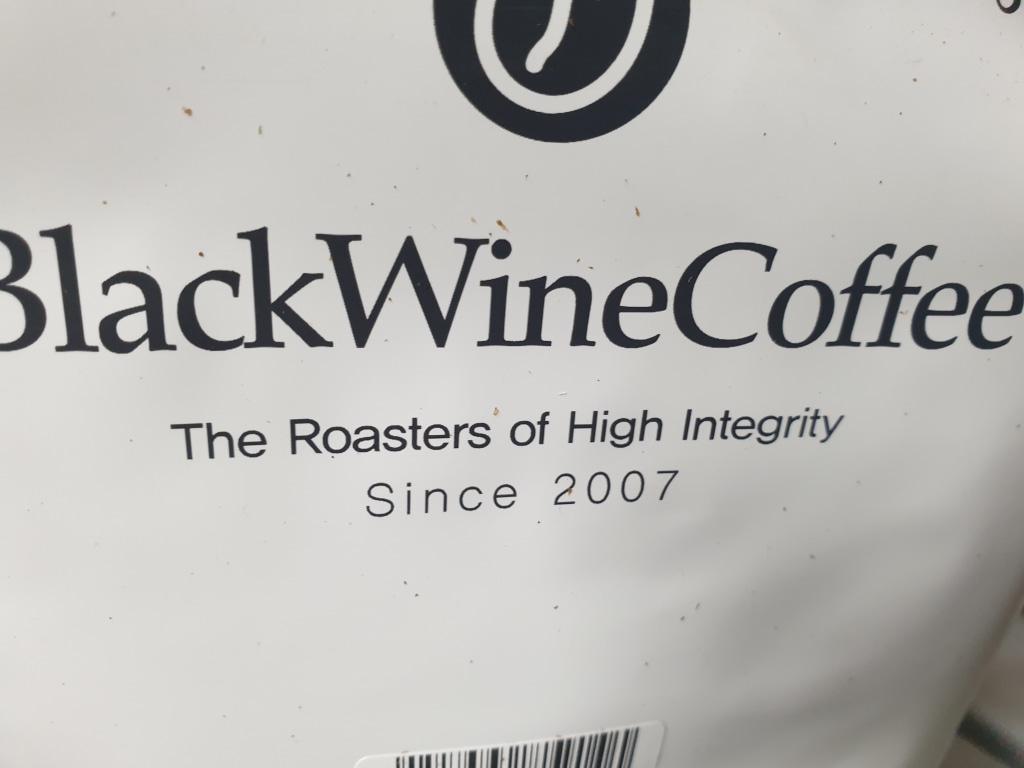 BlackWineCoffee
The Roasters of High Integrity
Since 2007